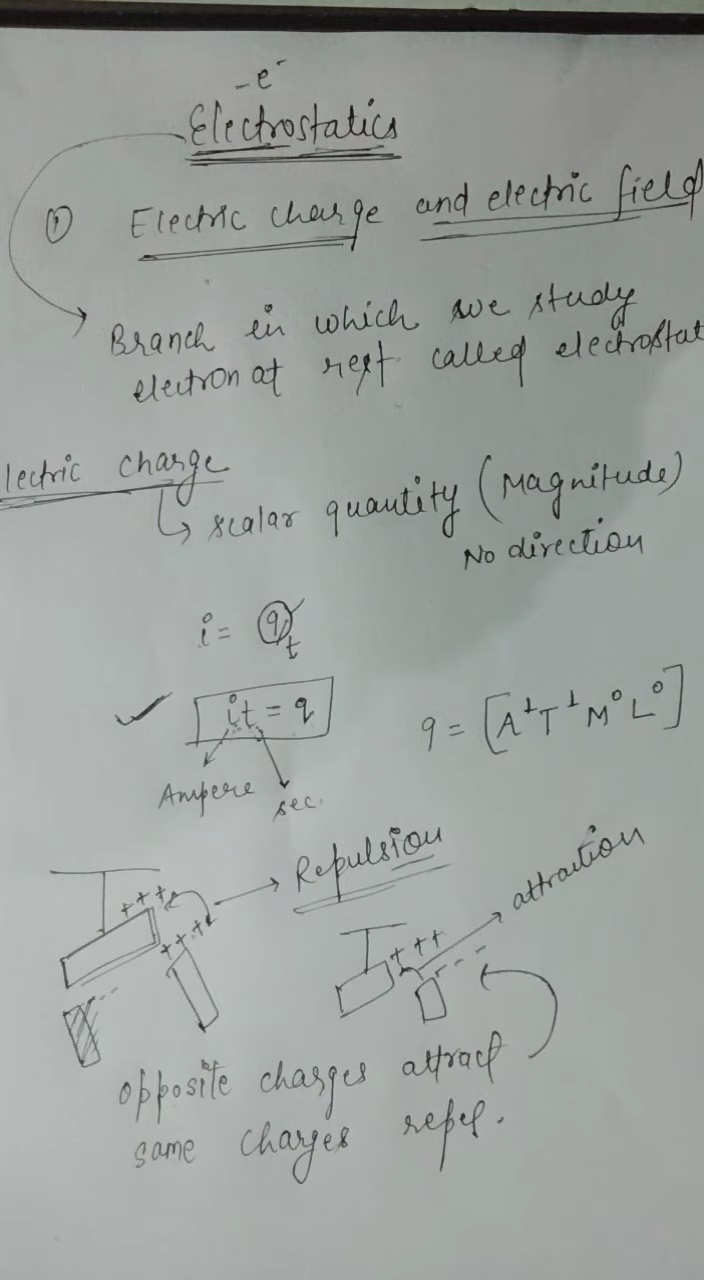 -e⁻
Electrostatics
① Electric charge and electric field
Branch in which we study
electron at rest called electrostat
lectric charge
↳ scalar quantity (Magnitude)
No direction
i = q/t
it = q
q = [A¹T¹M⁰L⁰]
Ampere sec.
+++ → Repulsion
+++
+++ → attraction
---
opposite charges attract
same charges repel.